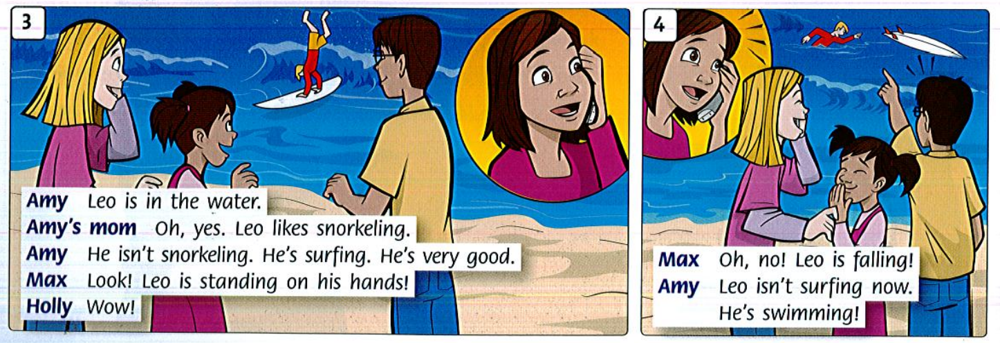 3
Amy Leo is in the water.
Amy's mom Oh, yes. Leo likes snorkeling.
Amy He isn't snorkeling. He's surfing. He's very good.
Max Look! Leo is standing on his hands!
Holly Wow!
4
Max Oh, no! Leo is falling!
Amy Leo isn't surfing now.
He's swimming!